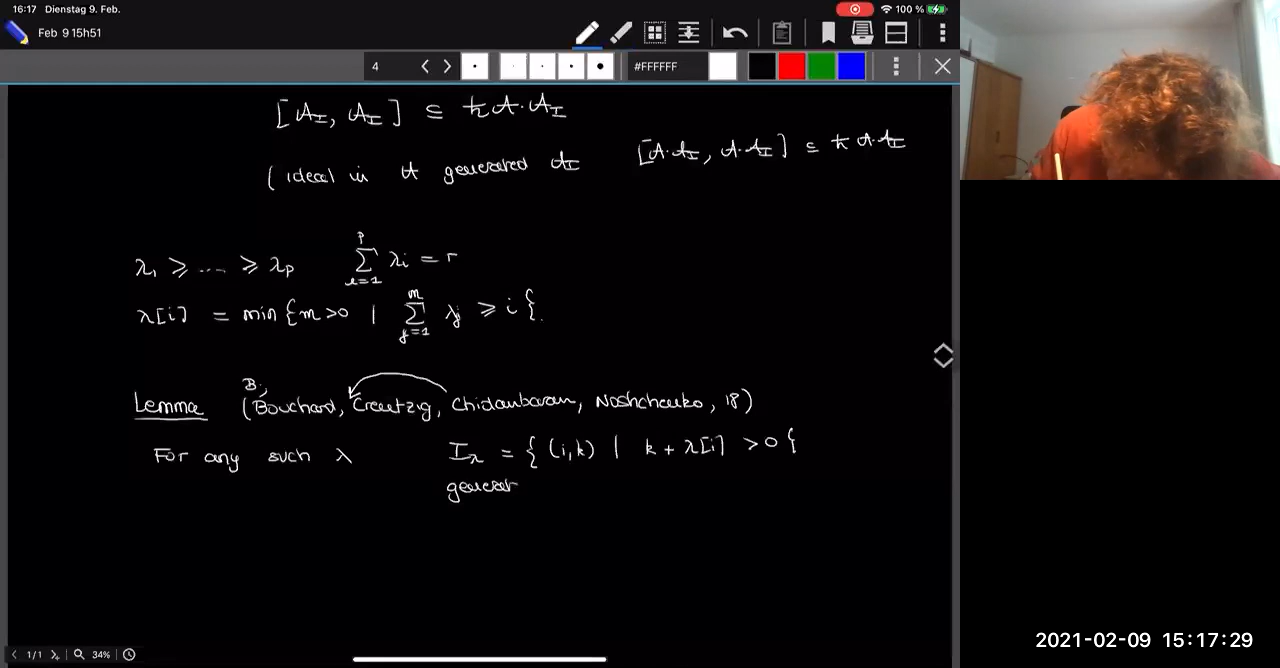 16:17 Dienstag 9. Feb.
100 %
Feb 9 15h51
4
#FFFFFF
[A_I, A_I] ⊆ ħ A·A_I
(ideal in A generated A_I
[A·A_I, A·A_I] ⊆ ħ A·A_I
λ_1 ⩾ ... ⩾ λ_p ∑_{i=1}^{p} λ_i = r
λ[i] = min {m>0 | ∑_{j=1}^{m} λ_j ⩾ i}.
Lemma (B., Bouchard, Creutzig, Chidambaram, Noshchenko, 18)
For any such λ I_λ = {(i,k) | k + λ[i] > 0}
generat
1/1
34%
2021-02-09 15:17:29